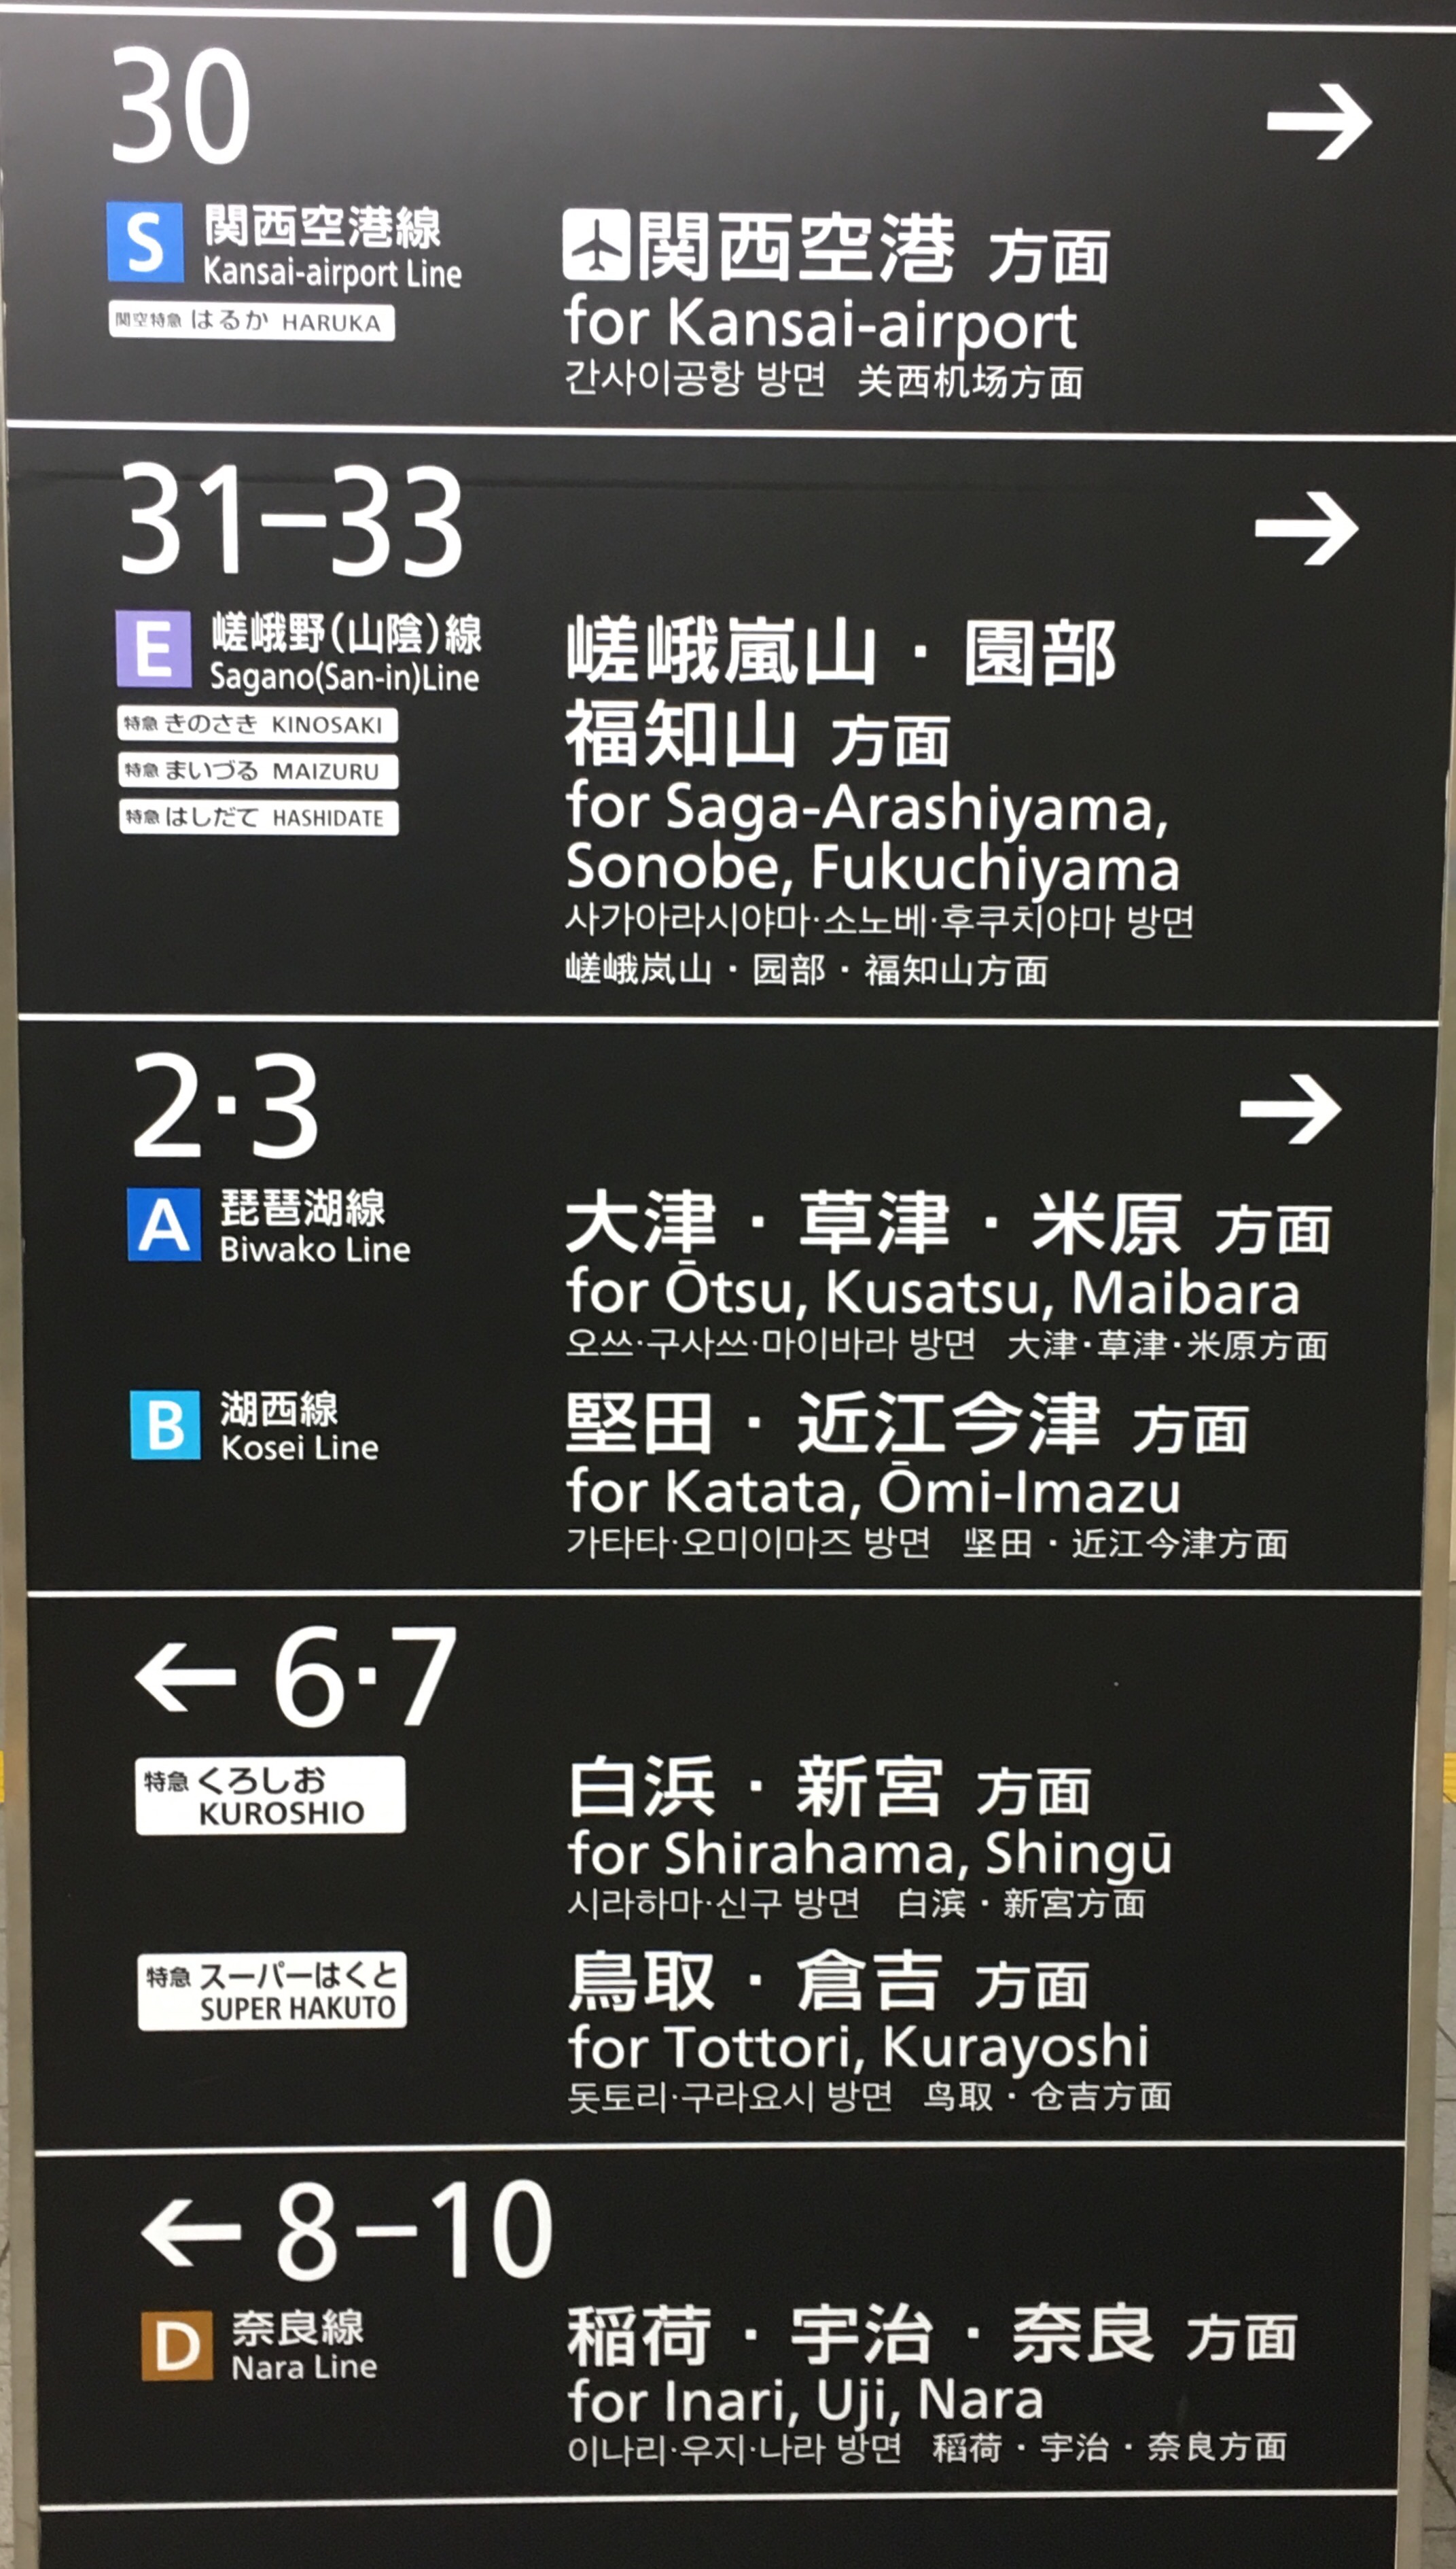 30 →
S 関西空港線
Kansai-airport Line
関空特急 はるか HARUKA
関西空港 方面
for Kansai-airport
간사이공항 방면 关西机场方面
31–33 →
E 嵯峨野(山陰)線
Sagano(San-in)Line
特急 きのさき KINOSAKI
特急 まいづる MAIZURU
特急 はしだて HASHIDATE
嵯峨嵐山・園部
福知山 方面
for Saga-Arashiyama,
Sonobe, Fukuchiyama
사가아라시야마·소노베·후쿠치야마 방면
嵯峨岚山・园部・福知山方面
2·3 →
A 琵琶湖線
Biwako Line
大津・草津・米原 方面
for Ōtsu, Kusatsu, Maibara
오쓰·구사쓰·마이바라 방면 大津・草津・米原方面
B 湖西線
Kosei Line
堅田・近江今津 方面
for Katata, Ōmi-Imazu
가타타·오미이마즈 방면 坚田・近江今津方面
← 6·7
特急 くろしお
KUROSHIO
白浜・新宮 方面
for Shirahama, Shingū
시라하마·신구 방면 白滨・新宮方面
特急 スーパーはくと
SUPER HAKUTO
鳥取・倉吉 方面
for Tottori, Kurayoshi
돗토리·구라요시 방면 鸟取・仓吉方面
← 8–10
D 奈良線
Nara Line
稲荷・宇治・奈良 方面
for Inari, Uji, Nara
이나리·우지·나라 방면 稻荷・宇治・奈良方面